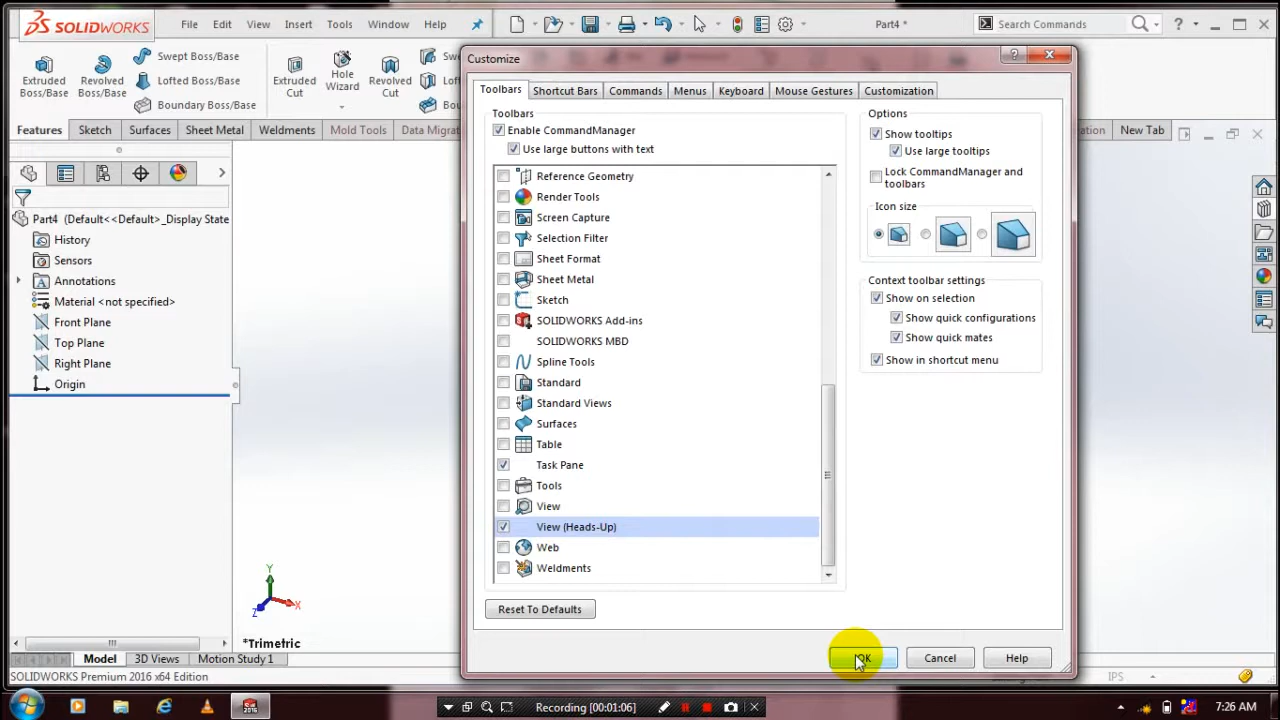 SOLIDWORKS File Edit View Insert Tools Window Help Part4 * Search Commands
Extruded Boss/Base
Revolved Boss/Base
Swept Boss/Base
Lofted Boss/Base
Boundary Boss/Base
Extruded Cut
Hole Wizard
Revolved Cut
Features Sketch Surfaces Sheet Metal Weldments Mold Tools Data Migra New Tab
Part4 (Default<<Default>_Display State
History
Sensors
Annotations
Material <not specified>
Front Plane
Top Plane
Right Plane
Origin
Customize
Toolbars Shortcut Bars Commands Menus Keyboard Mouse Gestures Customization
Toolbars
Enable CommandManager
Use large buttons with text
Reference Geometry
Render Tools
Screen Capture
Selection Filter
Sheet Format
Sheet Metal
Sketch
SOLIDWORKS Add-ins
SOLIDWORKS MBD
Spline Tools
Standard
Standard Views
Surfaces
Table
Task Pane
Tools
View
View (Heads-Up)
Web
Weldments
Reset To Defaults
Options
Show tooltips
Use large tooltips
Lock CommandManager and
toolbars
Icon size
Context toolbar settings
Show on selection
Show quick configurations
Show quick mates
Show in shortcut menu
OK Cancel Help
Y
Z
X
*Trimetric
Model 3D Views Motion Study 1
SOLIDWORKS Premium 2016 x64 Edition
IPS
Recording [00:01:06]
7:26 AM